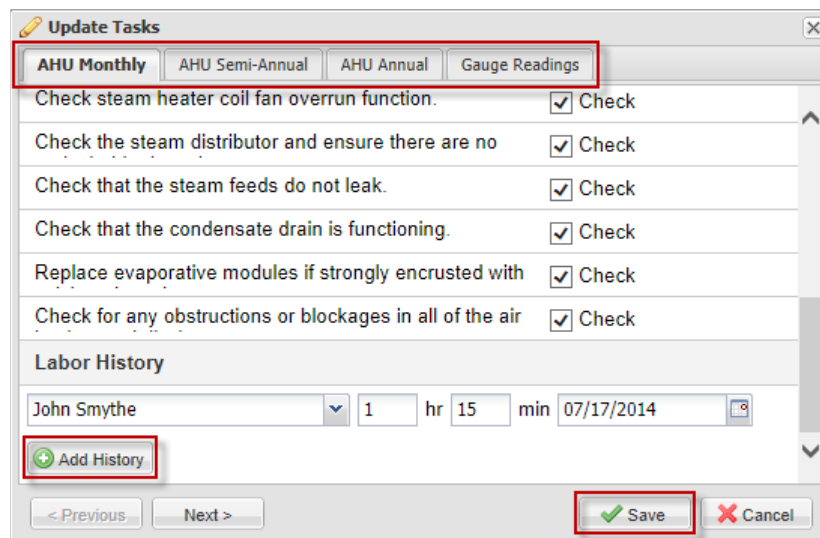 Update Tasks
AHU Monthly AHU Semi-Annual AHU Annual Gauge Readings
Check steam heater coil fan overrun function. Check
Check the steam distributor and ensure there are no Check
Check that the steam feeds do not leak. Check
Check that the condensate drain is functioning. Check
Replace evaporative modules if strongly encrusted with Check
Check for any obstructions or blockages in all of the air Check
Labor History
John Smythe 1 hr 15 min 07/17/2014
Add History
< Previous Next > Save Cancel